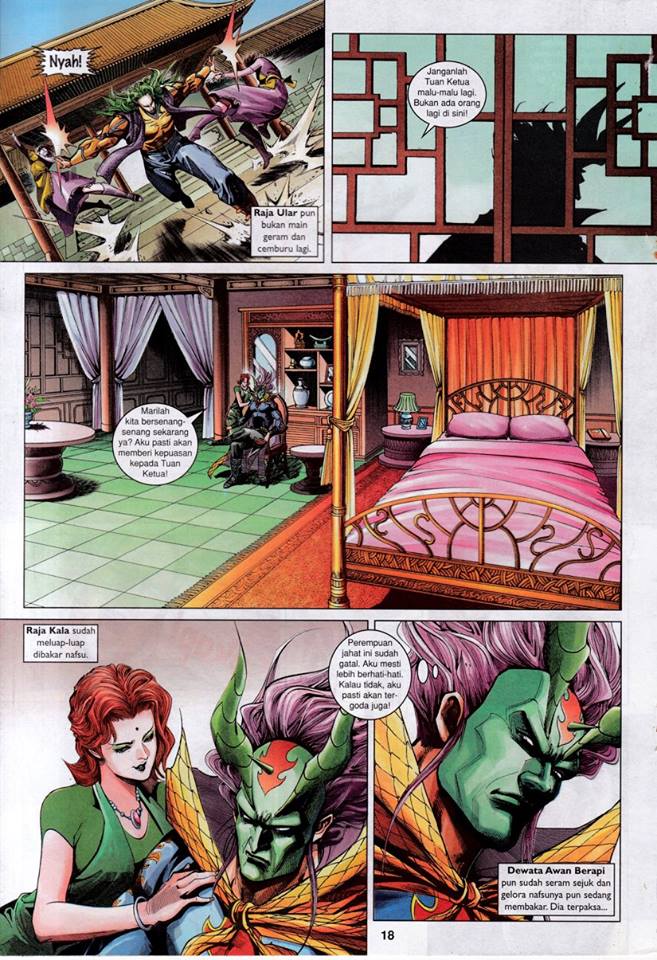 Nyah!
Raja Ular pun
bukan main
geram dan
cemburu lagi.
Janganlah
Tuan Ketua
malu-malu lagi.
Bukan ada orang
lagi di sini!
Marilah
kita bersenang-
senang sekarang
ya? Aku pasti akan
memberi kepuasan
kepada Tuan
Ketua!
Raja Kala sudah
meluap-luap
dibakar nafsu.
Perempuan
jahat ini sudah
gatal. Aku mesti
lebih berhati-hati.
Kalau tidak, aku
pasti akan ter-
goda juga!
Dewata Awan Berapi
pun sudah seram sejuk dan
gelora nafsunya pun sedang
membakar. Dia terpaksa...
18